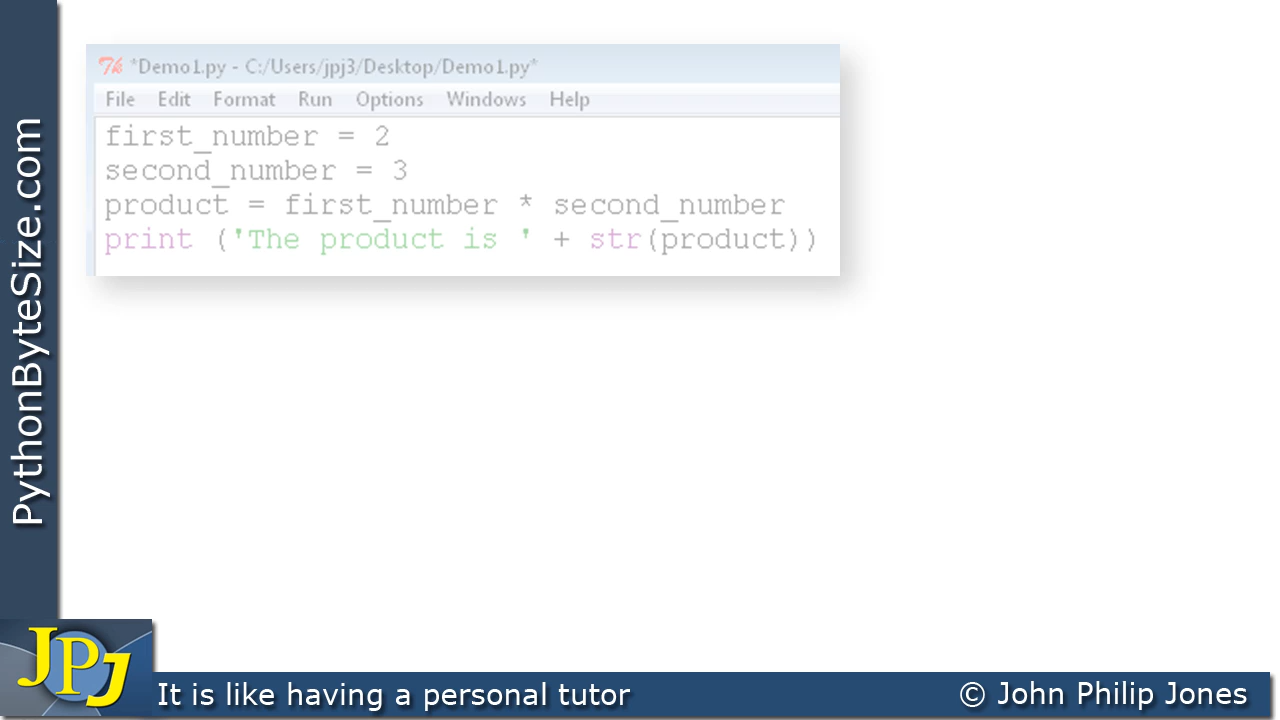 *Demo1.py - C:/Users/jpj3/Desktop/Demo1.py*
File Edit Format Run Options Windows Help
first_number = 2
second_number = 3
product = first_number * second_number
print ('The product is ' + str(product))
PythonByteSize.com
JPJ
It is like having a personal tutor
© John Philip Jones